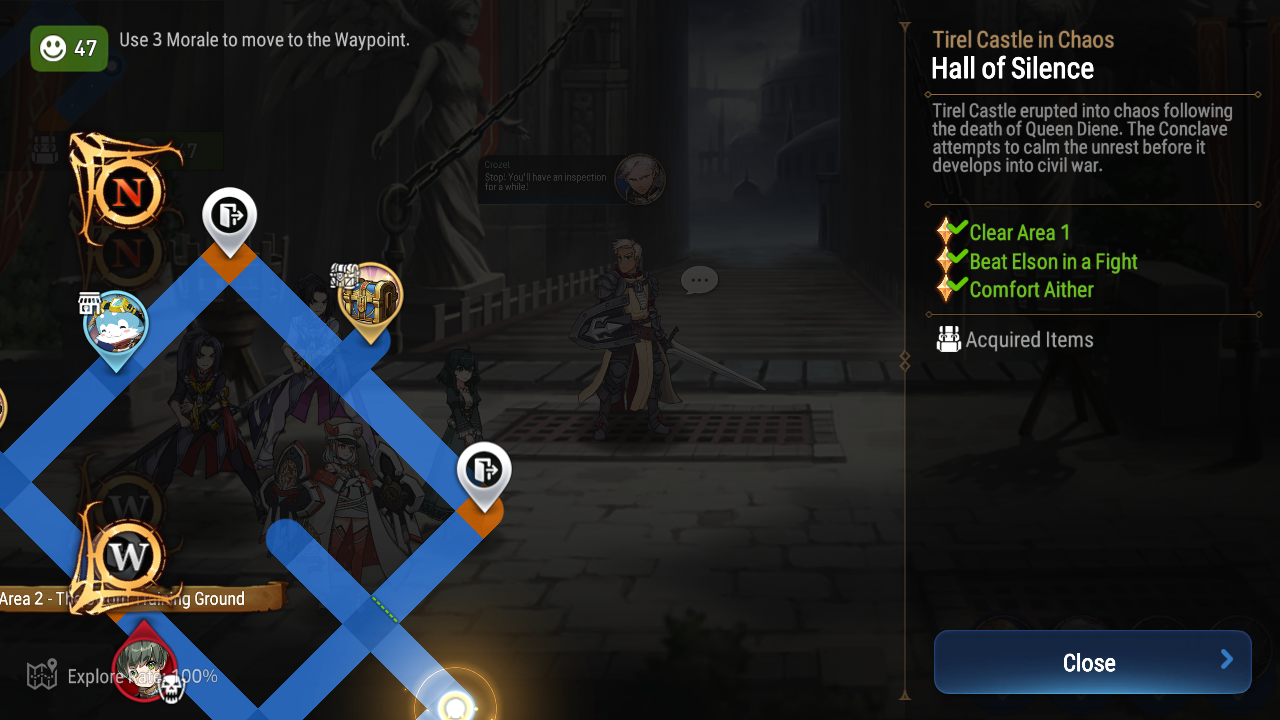 47
Use 3 Morale to move to the Waypoint.
Tirel Castle in Chaos
Hall of Silence
Tirel Castle erupted into chaos following
the death of Queen Diene. The Conclave
attempts to calm the unrest before it
develops into civil war.
Crozet
Stop! You'll have an inspection
for a while!
N
N
Clear Area 1
Beat Elson in a Fight
Comfort Aither
Acquired Items
W
W
Area 2 - Training Ground
Explore Rate: 100%
Close